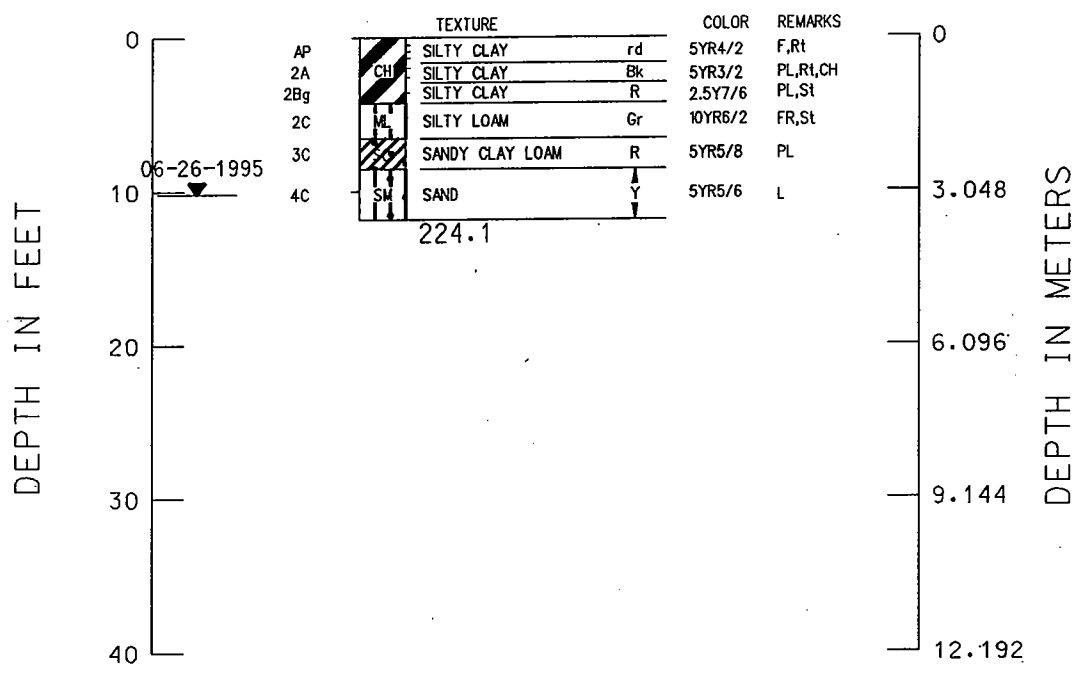 TEXTURE COLOR REMARKS
0 AP SILTY CLAY rd 5YR4/2 F,Rt 0
2A CH SILTY CLAY Bk 5YR3/2 PL,Rt,CH
2Bg SILTY CLAY R 2.5Y7/6 PL,St
2C ML SILTY LOAM Gr 10YR6/2 FR,St
3C SANDY CLAY LOAM R 5YR5/8 PL
06-26-1995
10 4C SM SAND Y 5YR5/6 L 3.048
224.1
20 6.096
30 9.144
40 12.192
DEPTH IN FEET
DEPTH IN METERS